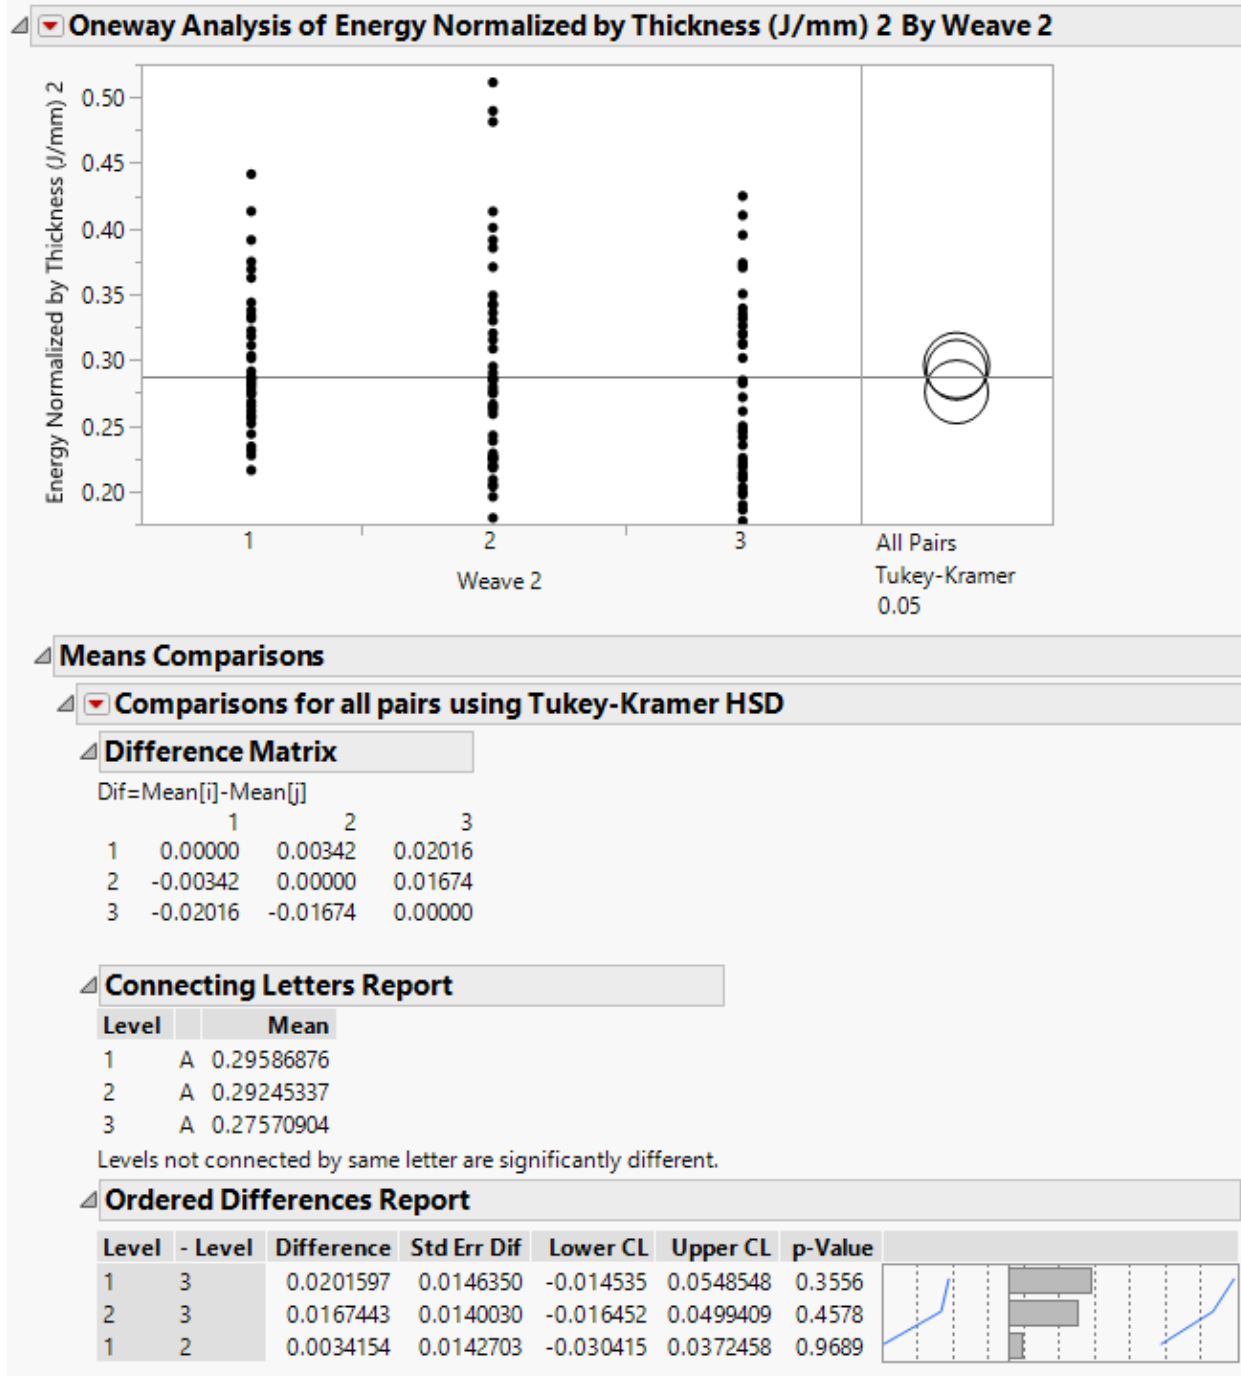 Oneway Analysis of Energy Normalized by Thickness (J/mm) 2 By Weave 2
Energy Normalized by Thickness (J/mm) 2
0.50
0.45
0.40
0.35
0.30
0.25
0.20
1 2 3
Weave 2
All Pairs
Tukey-Kramer
0.05
Means Comparisons
Comparisons for all pairs using Tukey-Kramer HSD
Difference Matrix
Dif=Mean[i]-Mean[j]
1 2 3
1 0.00000 0.00342 0.02016
2 -0.00342 0.00000 0.01674
3 -0.02016 -0.01674 0.00000
Connecting Letters Report
Level Mean
1 A 0.29586876
2 A 0.29245337
3 A 0.27570904
Levels not connected by same letter are significantly different.
Ordered Differences Report
Level - Level Difference Std Err Dif Lower CL Upper CL p-Value
1 3 0.0201597 0.0146350 -0.014535 0.0548548 0.3556
2 3 0.0167443 0.0140030 -0.016452 0.0499409 0.4578
1 2 0.0034154 0.0142703 -0.030415 0.0372458 0.9689